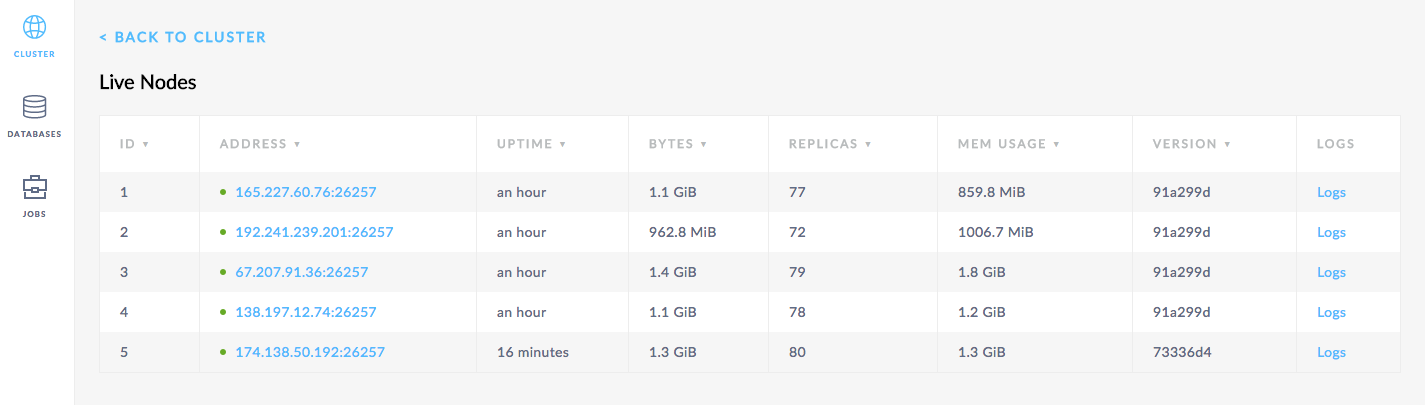 CLUSTER
DATABASES
JOBS
< BACK TO CLUSTER
Live Nodes
ID ▼ ADDRESS ▼ UPTIME ▼ BYTES ▼ REPLICAS ▼ MEM USAGE ▼ VERSION ▼ LOGS
1 165.227.60.76:26257 an hour 1.1 GiB 77 859.8 MiB 91a299d Logs
2 192.241.239.201:26257 an hour 962.8 MiB 72 1006.7 MiB 91a299d Logs
3 67.207.91.36:26257 an hour 1.4 GiB 79 1.8 GiB 91a299d Logs
4 138.197.12.74:26257 an hour 1.1 GiB 78 1.2 GiB 91a299d Logs
5 174.138.50.192:26257 16 minutes 1.3 GiB 80 1.3 GiB 73336d4 Logs